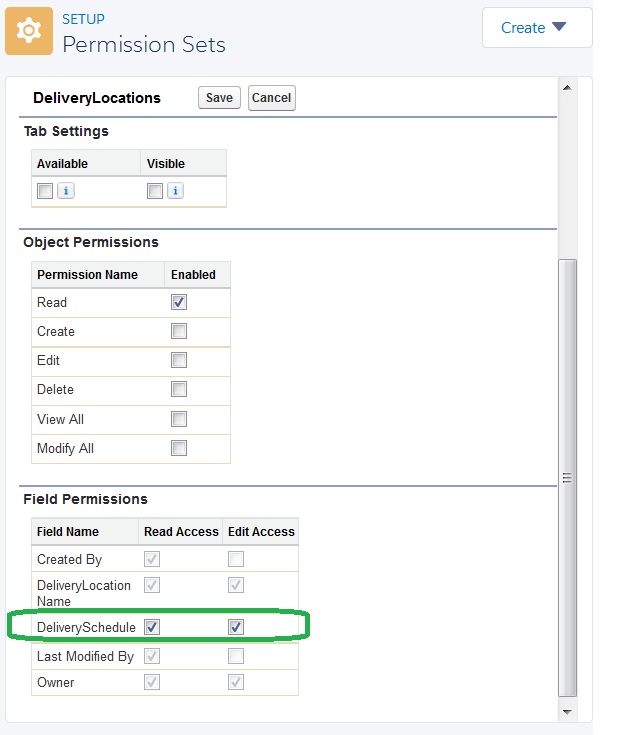 SETUP
Permission Sets
Create
DeliveryLocations Save Cancel
Tab Settings
Available Visible
i i
Object Permissions
Permission Name Enabled
Read
Create
Edit
Delete
View All
Modify All
Field Permissions
Field Name Read Access Edit Access
Created By
DeliveryLocation
Name
DeliverySchedule
Last Modified By
Owner